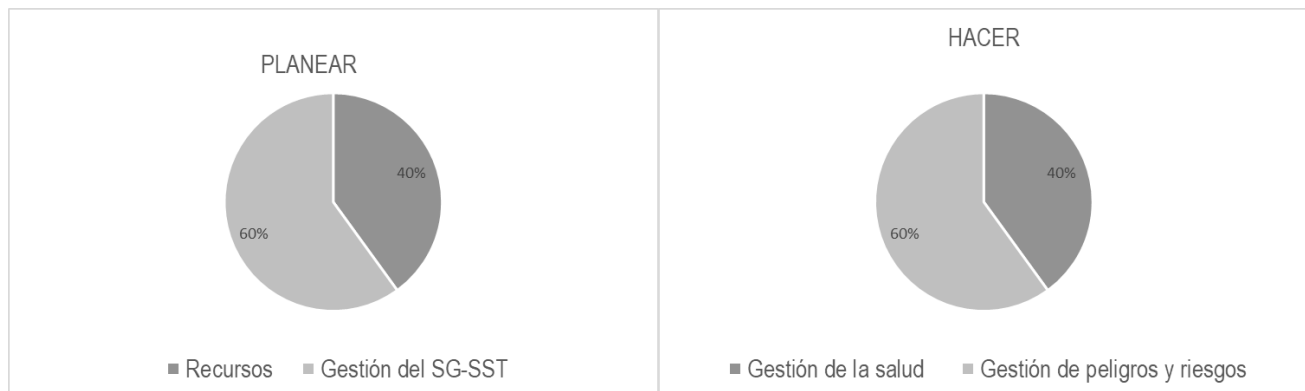 PLANEAR
40%
60%
Recursos Gestión del SG-SST
HACER
40%
60%
Gestión de la salud Gestión de peligros y riesgos